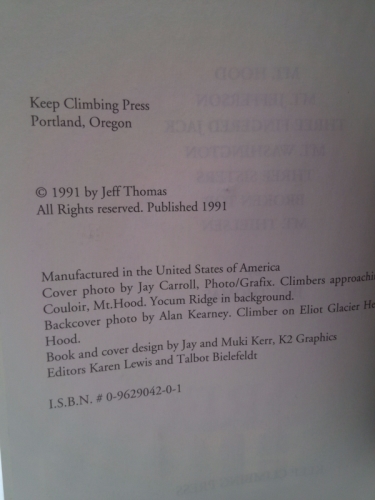 Keep Climbing Press
Portland, Oregon
© 1991 by Jeff Thomas
All Rights reserved. Published 1991
Manufactured in the United States of America
Cover photo by Jay Carroll, Photo/Grafix. Climbers approachin
Couloir, Mt.Hood. Yocum Ridge in background.
Backcover photo by Alan Kearney. Climber on Eliot Glacier He
Hood.
Book and cover design by Jay and Muki Kerr, K2 Graphics
Editors Karen Lewis and Talbot Bielefeldt
I.S.B.N. # 0-9629042-0-1